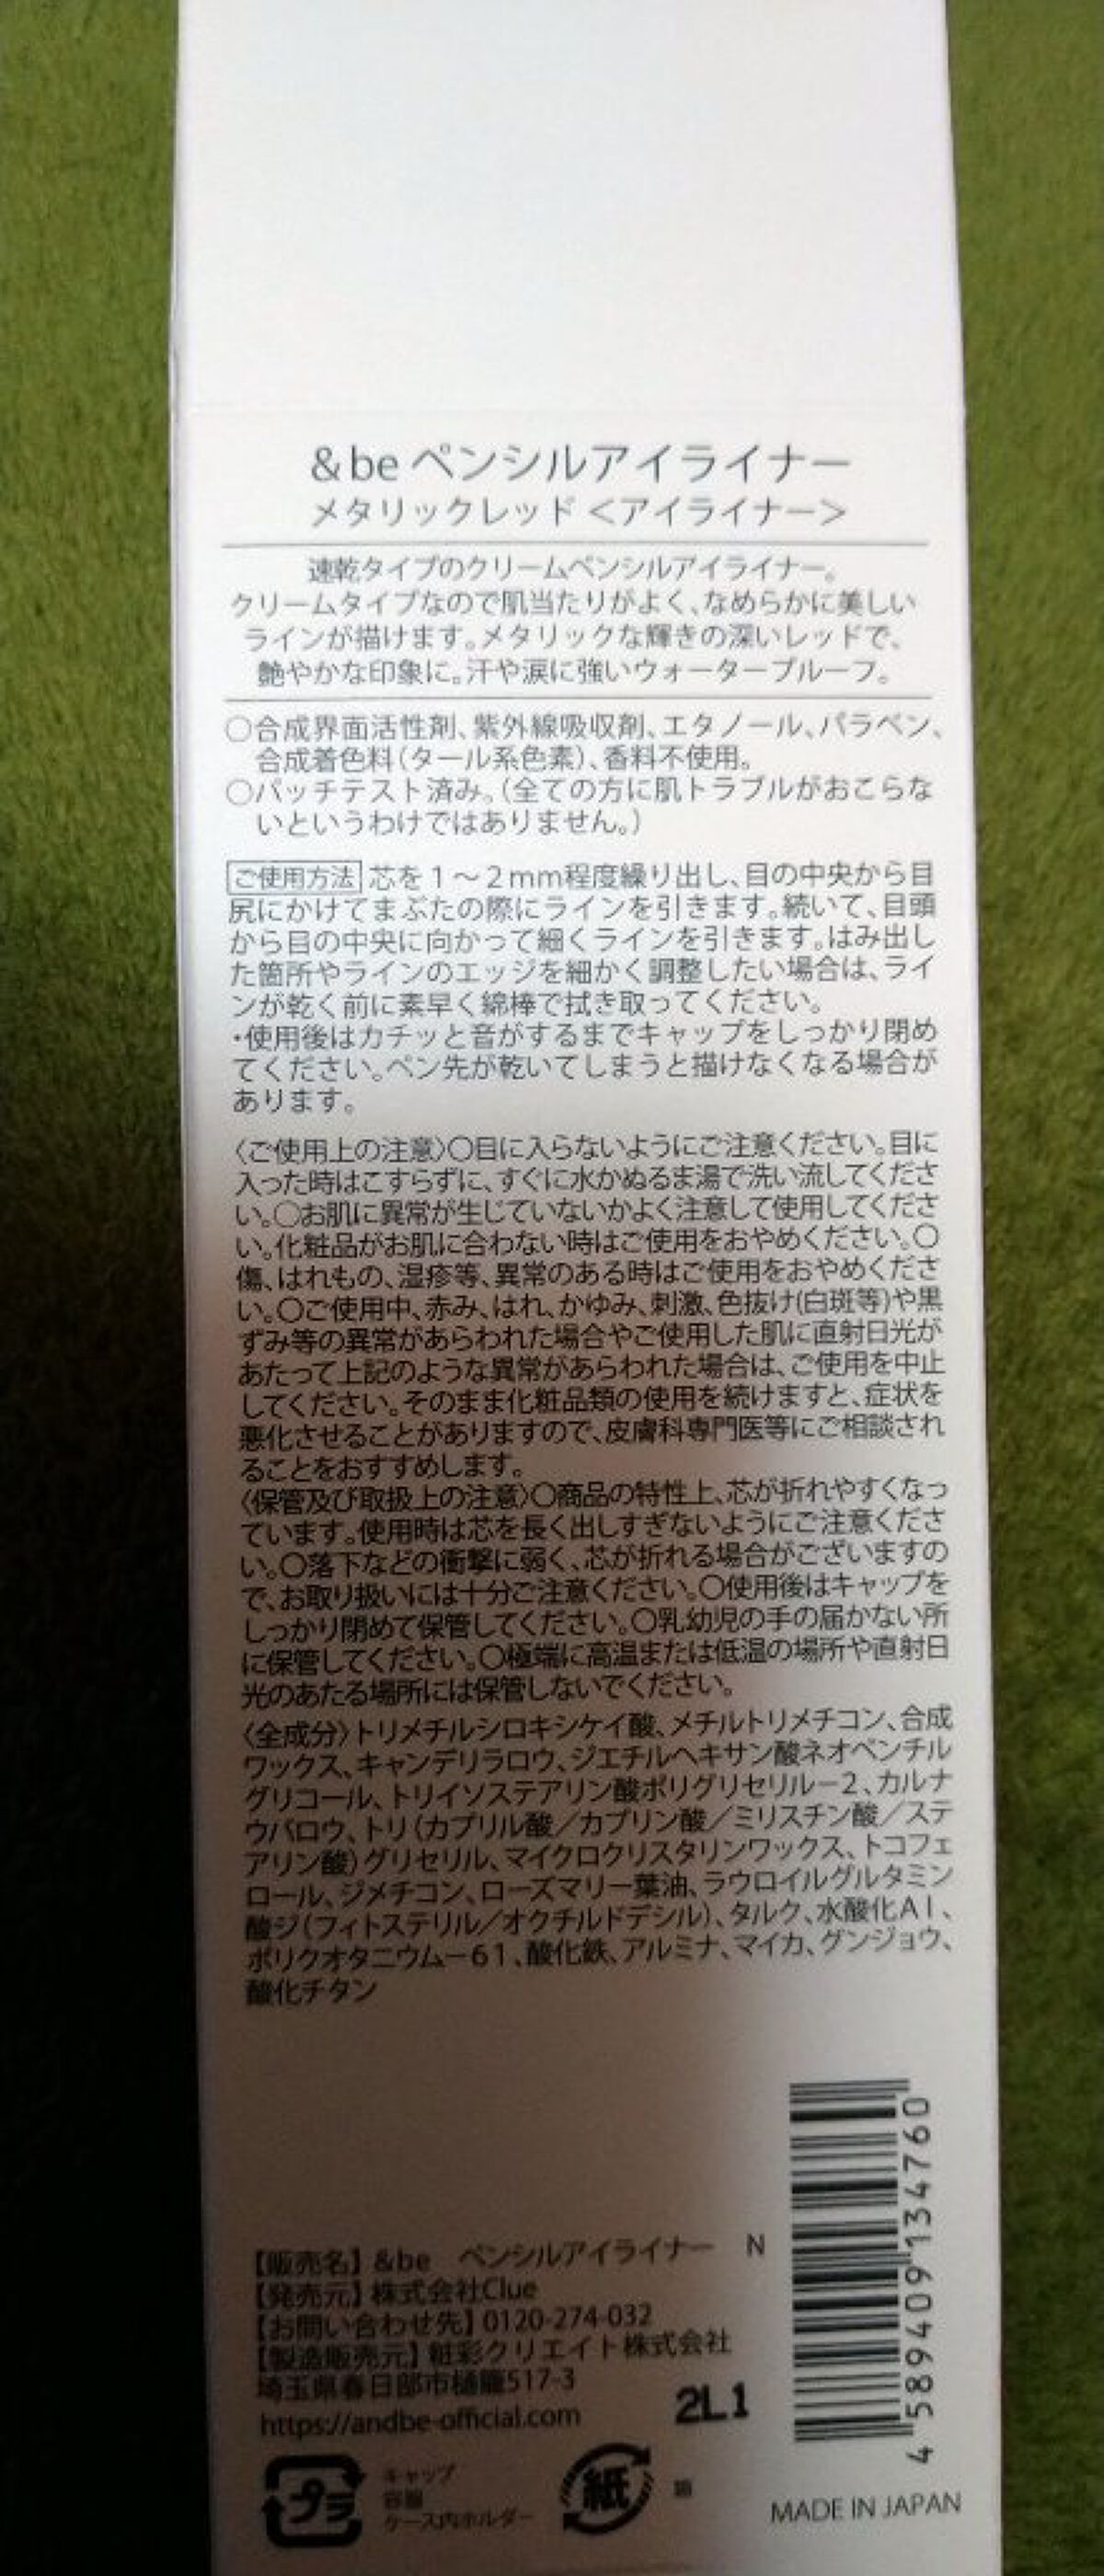 &be ペンシルアイライナー
メタリックレッド <アイライナー>
速乾タイプのクリームペンシルアイライナー。
クリームタイプなので肌当たりがよく、なめらかに美しい
ラインが描けます。メタリックな輝きの深いレッドで、
艶やかな印象に。汗や涙に強いウォータープルーフ。
○合成界面活性剤、紫外線吸収剤、エタノール、パラベン、
合成着色料(タール系色素)、香料不使用。
○パッチテスト済み。(全ての方に肌トラブルがおこらな
いというわけではありません。)
ご使用方法 芯を1～2mm程度繰り出し、目の中央から目
尻にかけてまぶたの際にラインを引きます。続いて、目頭
から目の中央に向かって細くラインを引きます。はみ出し
た箇所やラインのエッジを細かく調整したい場合は、ライ
ンが乾く前に素早く綿棒で拭き取ってください。
・使用後はカチッと音がするまでキャップをしっかり閉め
てください。ペン先が乾いてしまうと描けなくなる場合が
あります。
〈ご使用上の注意〉○目に入らないようにご注意ください。目に
入った時はこすらずに、すぐに水かぬるま湯で洗い流してくださ
い。○お肌に異常が生じていないかよく注意して使用してくださ
い。化粧品がお肌に合わない時はご使用をおやめください。○
傷、はれもの、湿疹等、異常のある時はご使用をおやめくださ
い。○ご使用中、赤み、はれ、かゆみ、刺激、色抜け(白斑等)や黒
ずみ等の異常があらわれた場合やご使用した肌に直射日光が
あたって上記のような異常があらわれた場合は、ご使用を中止
してください。そのまま化粧品類の使用を続けますと、症状を
悪化させることがありますので、皮膚科専門医等にご相談され
ることをおすすめします。
〈保管及び取扱上の注意〉○商品の特性上、芯が折れやすくなっ
ています。使用時は芯を長く出しすぎないようにご注意くださ
い。○落下などの衝撃に弱く、芯が折れる場合がございますの
で、お取り扱いには十分ご注意ください。○使用後はキャップを
しっかり閉めて保管してください。○乳幼児の手の届かない所
に保管してください。○極端に高温または低温の場所や直射日
光のあたる場所には保管しないでください。
〈全成分〉トリメチルシロキシケイ酸、メチルトリメチコン、合成
ワックス、キャンデリラロウ、ジエチルヘキサン酸ネオペンチル
グリコール、トリイソステアリン酸ポリグリセリル－2、カルナ
ウバロウ、トリ(カプリル酸／カプリン酸／ミリスチン酸／ステ
アリン酸)グリセリル、マイクロクリスタリンワックス、トコフェ
ロール、ジメチコン、ローズマリー葉油、ラウロイルグルタミン
酸ジ(フィトステリル／オクチルドデシル)、タルク、水酸化Al、
ポリクオタニウム－61、酸化鉄、アルミナ、マイカ、グンジョウ、
酸化チタン
【販売名】&be ペンシルアイライナー N
【発売元】株式会社Clue
【お問い合わせ先】0120-274-032
【製造販売元】粧彩クリエイト株式会社
埼玉県春日部市樋籠517-3
https://andbe-official.com
2L1
4589409134760
プラ
キャップ
容器
ケース内ホルダー
紙
箱
MADE IN JAPAN